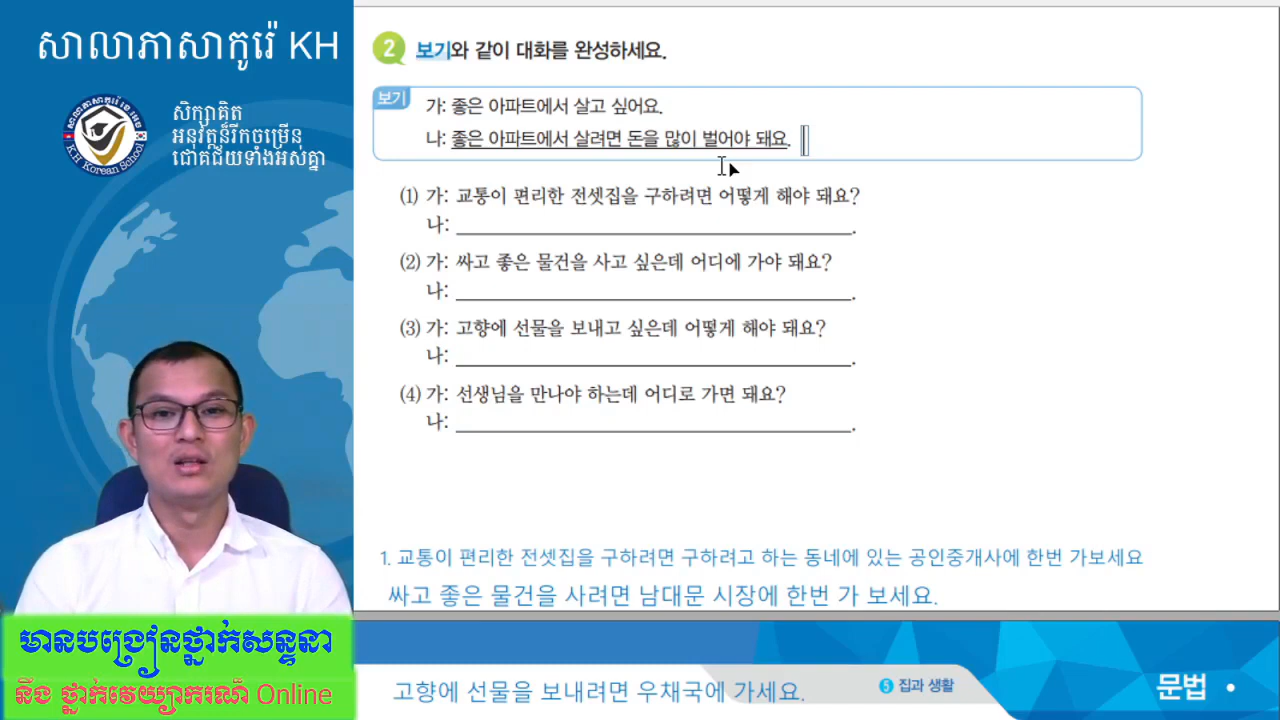 សាលាភាសាកូរ៉េ KH
សិក្សាគិត
អនុវត្តន៍រីកចម្រើន
ជោគជ័យទាំងអស់គ្នា
K.H Korean School
មានបង្រៀនថ្នាក់សន្ទនា
និង ថ្នាក់វេយ្យាករណ៍ Online
2 보기와 같이 대화를 완성하세요.
보기
가: 좋은 아파트에서 살고 싶어요.
나: 좋은 아파트에서 살려면 돈을 많이 벌어야 돼요.
(1) 가: 교통이 편리한 전셋집을 구하려면 어떻게 해야 돼요?
나: .
(2) 가: 싸고 좋은 물건을 사고 싶은데 어디에 가야 돼요?
나: .
(3) 가: 고향에 선물을 보내고 싶은데 어떻게 해야 돼요?
나: .
(4) 가: 선생님을 만나야 하는데 어디로 가면 돼요?
나: .
1. 교통이 편리한 전셋집을 구하려면 구하려고 하는 동네에 있는 공인중개사에 한번 가보세요
싸고 좋은 물건을 사려면 남대문 시장에 한번 가 보세요.
고향에 선물을 보내려면 우채국에 가세요.
5 집과 생활
문법 •